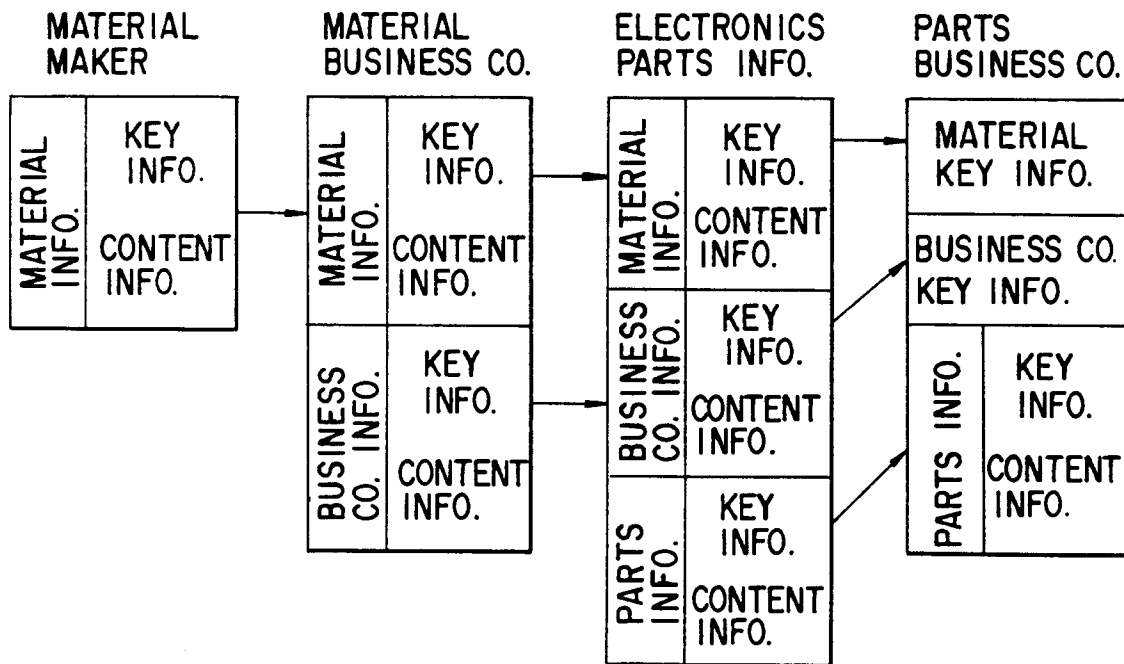 MATERIAL
MAKER
MATERIAL
INFO.
KEY
INFO.
CONTENT
INFO.
MATERIAL
BUSINESS CO.
MATERIAL
INFO.
KEY
INFO.
CONTENT
INFO.
BUSINESS
CO. INFO.
KEY
INFO.
CONTENT
INFO.
ELECTRONICS
PARTS INFO.
MATERIAL
INFO.
KEY
INFO.
CONTENT
INFO.
BUSINESS
CO. INFO.
KEY
INFO.
CONTENT
INFO.
PARTS
INFO.
KEY
INFO.
CONTENT
INFO.
PARTS
BUSINESS CO.
MATERIAL
KEY INFO.
BUSINESS CO.
KEY INFO.
PARTS INFO.
KEY
INFO.
CONTENT
INFO.